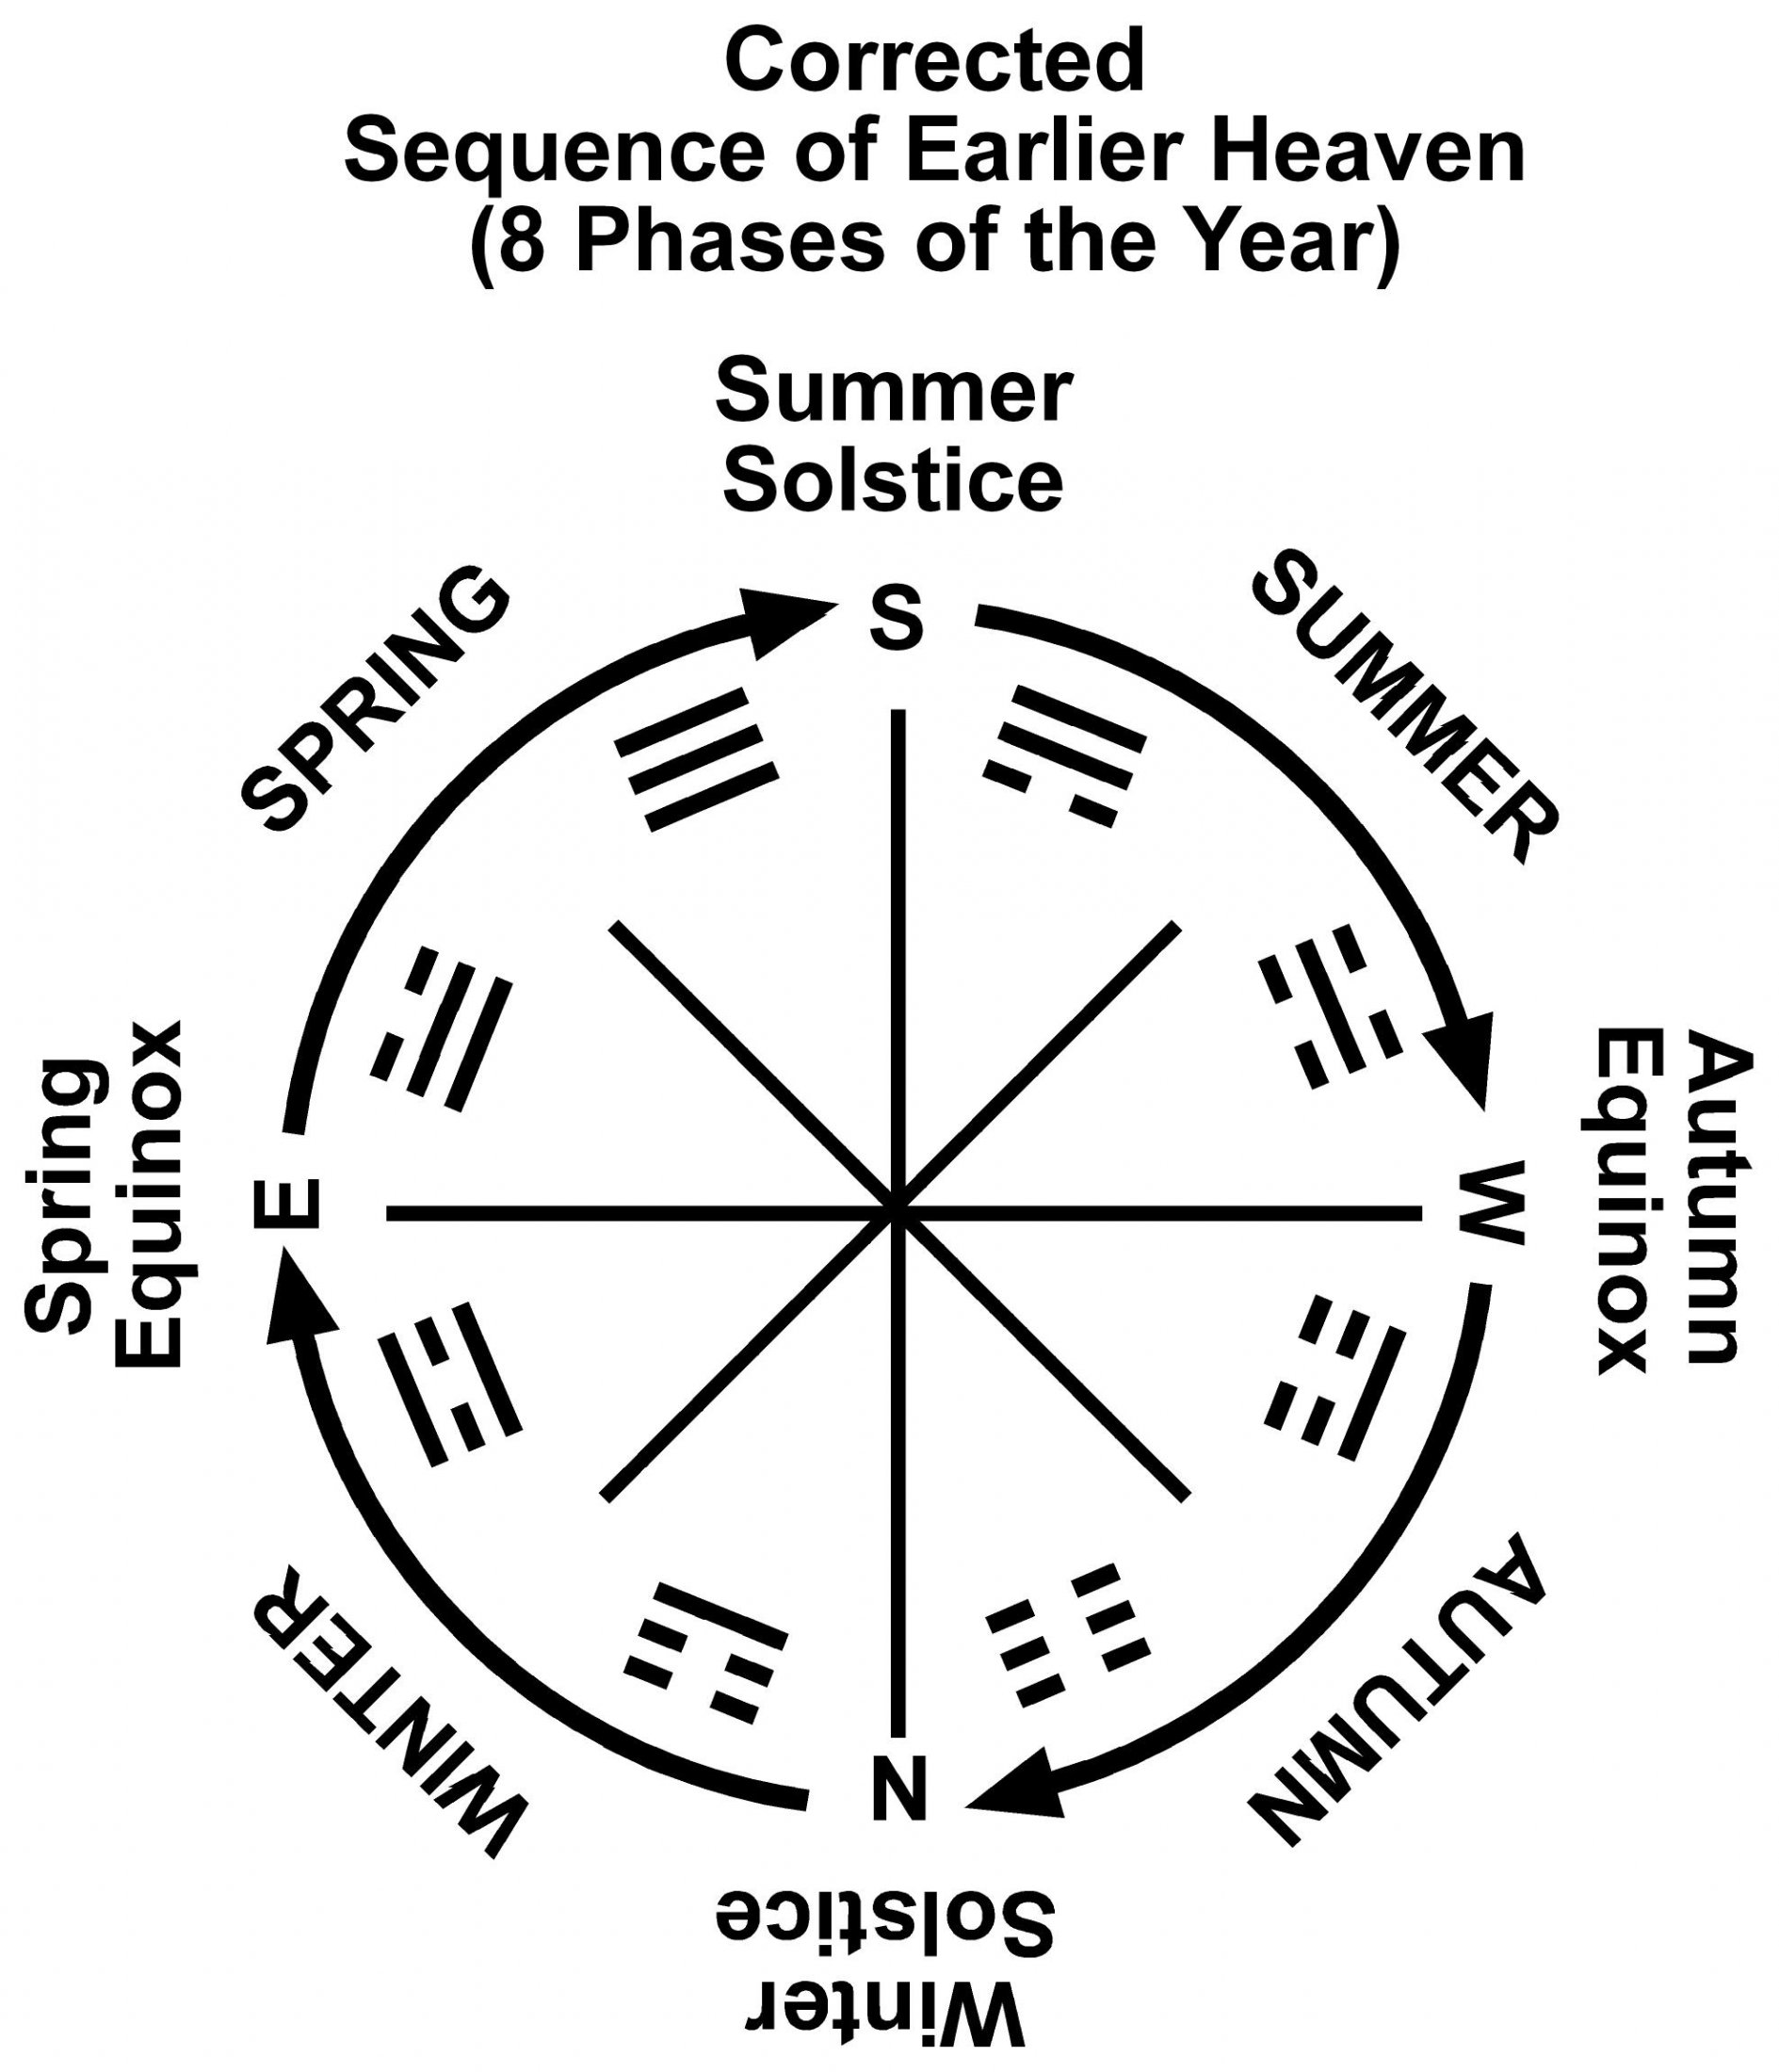 Corrected
Sequence of Earlier Heaven
(8 Phases of the Year)
Summer
Solstice
SPRING
S
SUMMER
Spring
Equinox
E
W
Autumn
Equinox
WINTER
N
AUTUMN
Winter
Solstice